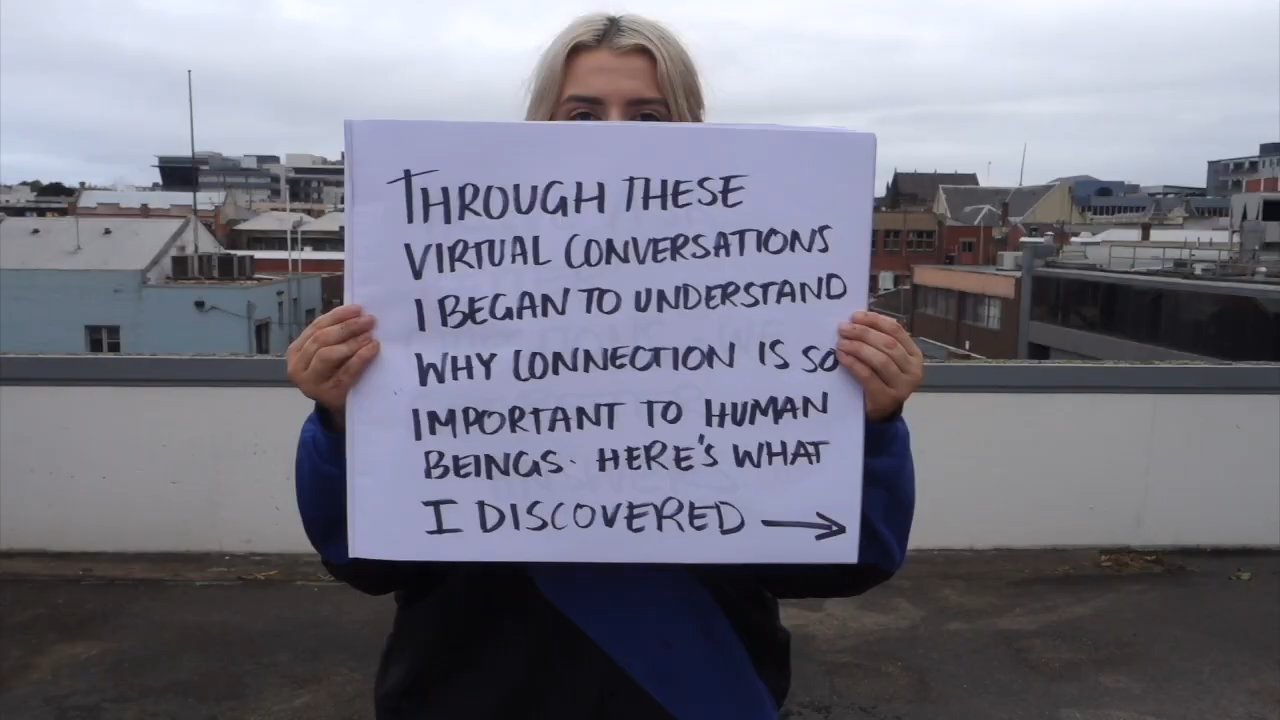 THROUGH THESE
VIRTUAL CONVERSATIONS
I BEGAN TO UNDERSTAND
WHY CONNECTION IS SO
IMPORTANT TO HUMAN
BEINGS. HERE'S WHAT
I DISCOVERED →